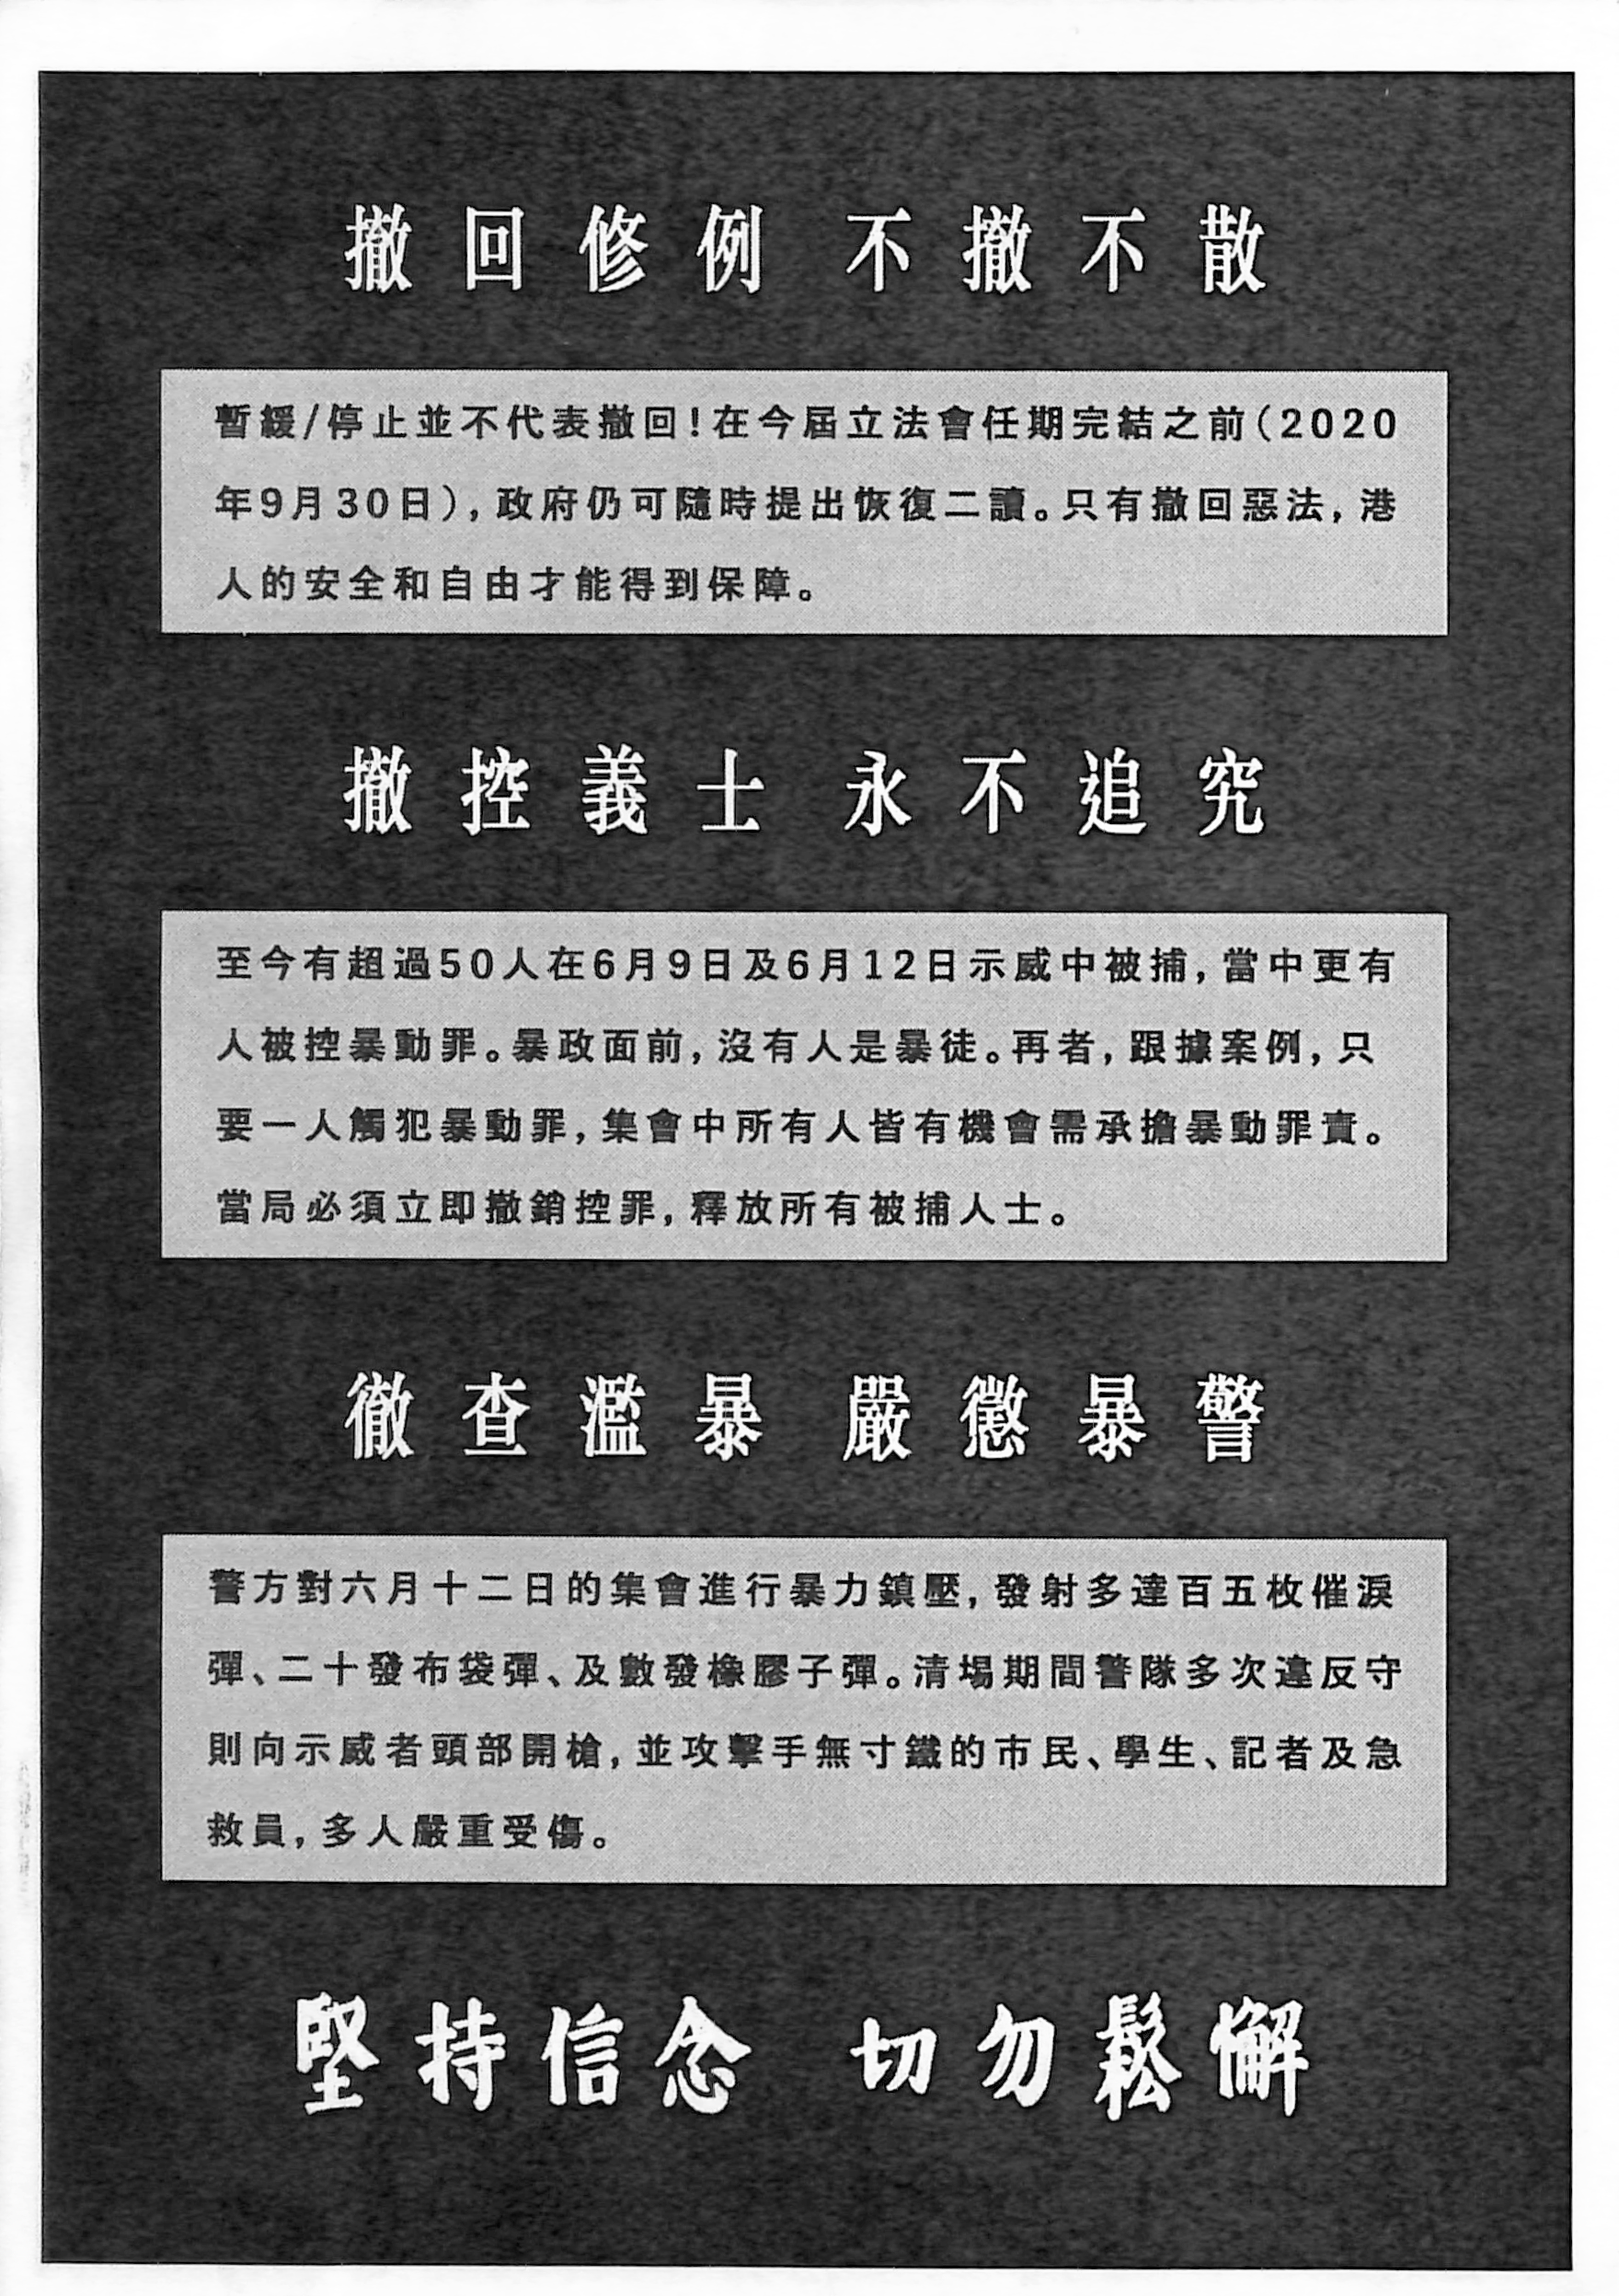 撤回修例 不撤不散
暫緩/停止並不代表撤回！在今屆立法會任期完結之前（2020
年9月30日），政府仍可隨時提出恢復二讀。只有撤回惡法，港
人的安全和自由才能得到保障。
撤控義士 永不追究
至今有超過50人在6月9日及6月12日示威中被捕，當中更有
人被控暴動罪。暴政面前，沒有人是暴徒。再者，跟據案例，只
要一人觸犯暴動罪，集會中所有人皆有機會需承擔暴動罪責。
當局必須立即撤銷控罪，釋放所有被捕人士。
徹查濫暴 嚴懲暴警
警方對六月十二日的集會進行暴力鎮壓，發射多達百五枚催淚
彈、二十發布袋彈、及數發橡膠子彈。清場期間警隊多次違反守
則向示威者頭部開槍，並攻擊手無寸鐵的市民、學生、記者及急
救員，多人嚴重受傷。
堅持信念 切勿鬆懈